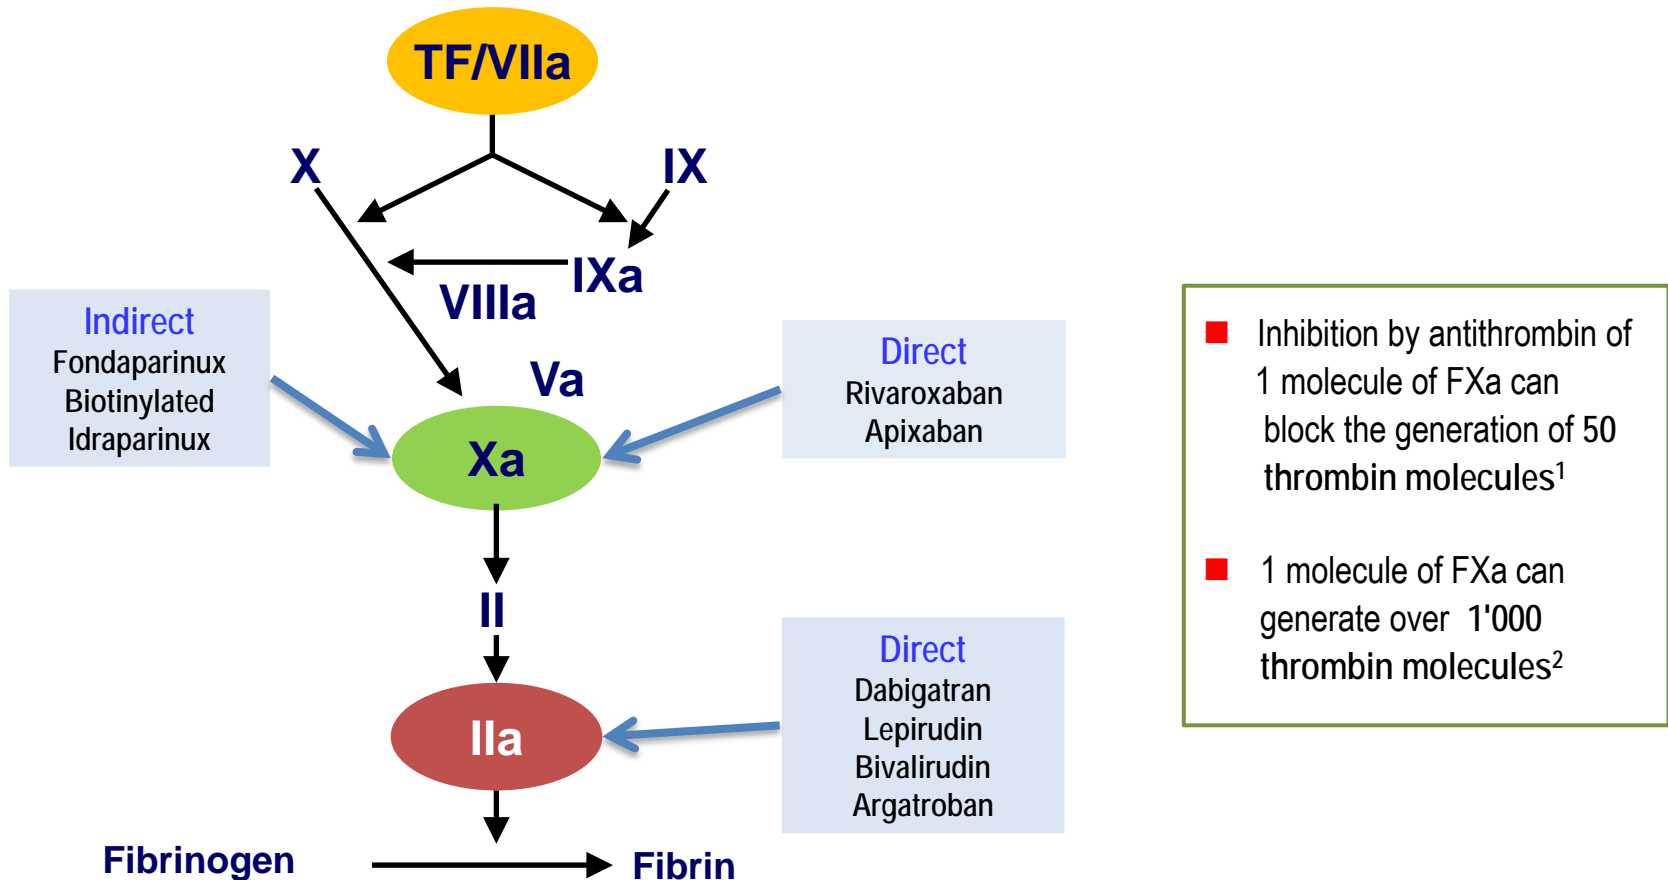 TF/VIIa
X
IX
IXa
VIIIa
Indirect
Fondaparinux
Biotinylated
Idraparinux
Va
Direct
Rivaroxaban
Apixaban
Xa
II
IIa
Direct
Dabigatran
Lepirudin
Bivalirudin
Argatroban
Fibrinogen
Fibrin
Inhibition by antithrombin of
1 molecule of FXa can
block the generation of 50
thrombin molecules¹
1 molecule of FXa can
generate over 1'000
thrombin molecules²